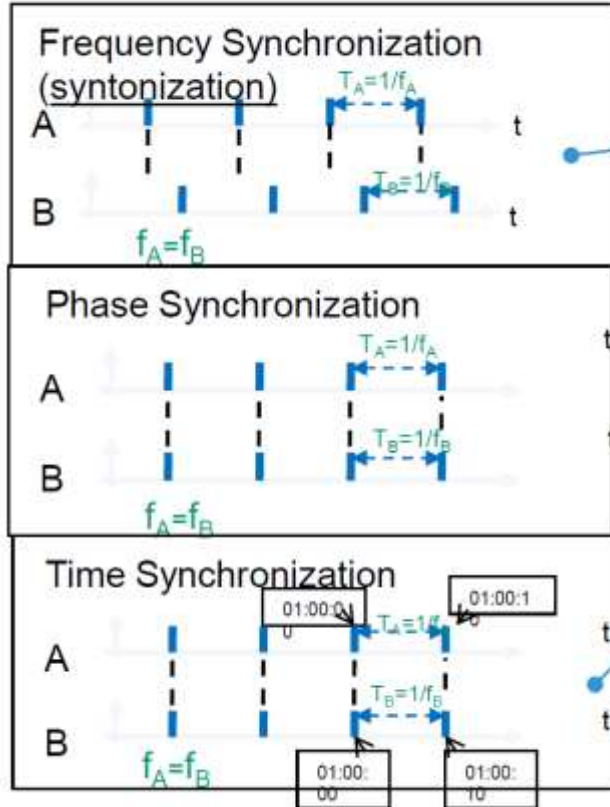 Frequency Synchronization
(syntonization)
T_A=1/f_A
A
t
T_B=1/f_B
B
t
f_A=f_B
Phase Synchronization
T_A=1/f_A
A
t
T_B=1/f_B
B
t
f_A=f_B
Time Synchronization
01:00:0
0
01:00:1
0
T_A=1/f
A
t
T_B=1/f_B
B
t
f_A=f_B
01:00:
00
01:00:
10